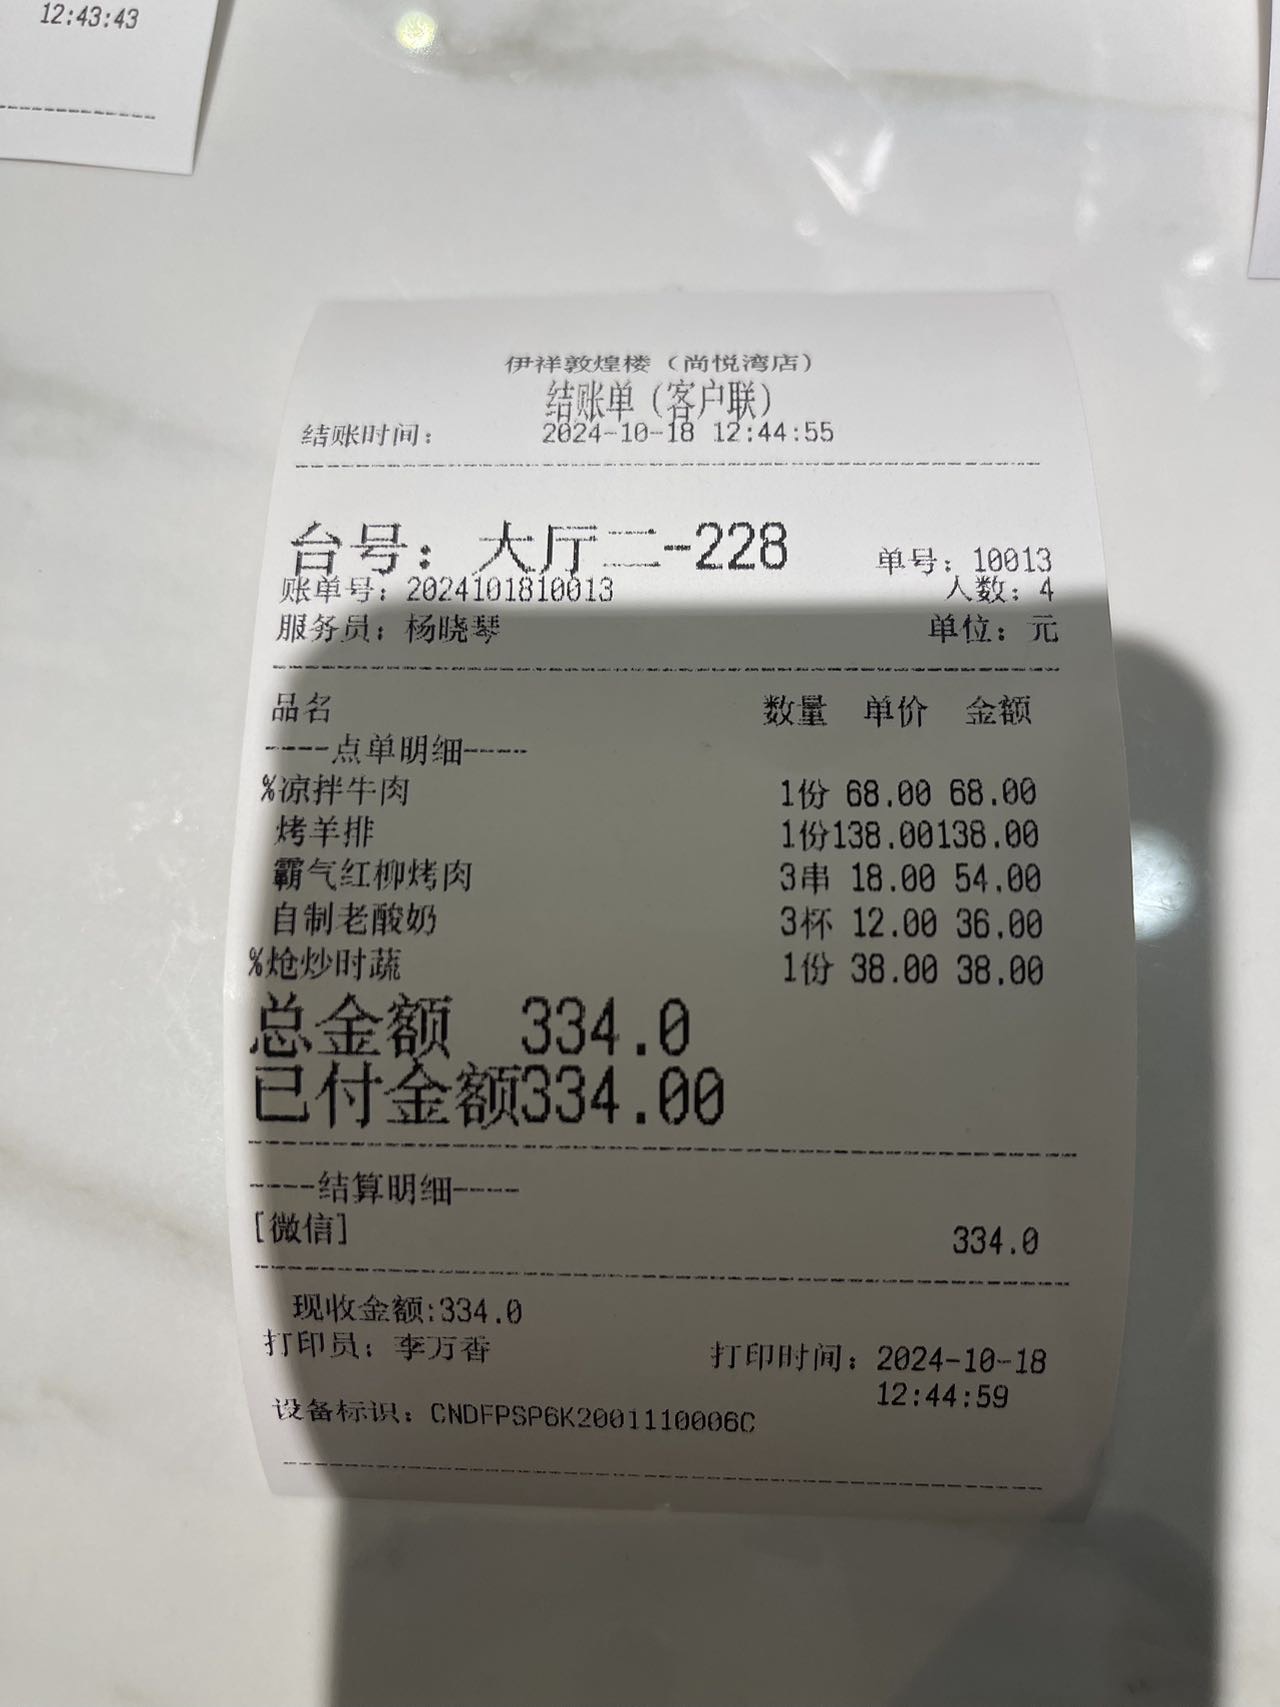 12:43:43
伊祥敦煌楼（尚悦湾店）
结账单（客户联）
结账时间： 2024-10-18 12:44:55
台号：大厅二-228 单号：10013
账单号：2024101810013 人数：4
服务员：杨晓琴 单位：元
品名 数量 单价 金额
----点单明细----
%凉拌牛肉 1份 68.00 68.00
烤羊排 1份138.00138.00
霸气红柳烤肉 3串 18.00 54.00
自制老酸奶 3杯 12.00 36.00
%炝炒时蔬 1份 38.00 38.00
总金额 334.0
已付金额334.00
----结算明细----
[微信] 334.0
现收金额:334.0
打印员：李万香 打印时间：2024-10-18
12:44:59
设备标识：CNDFPSP6K2001110006C